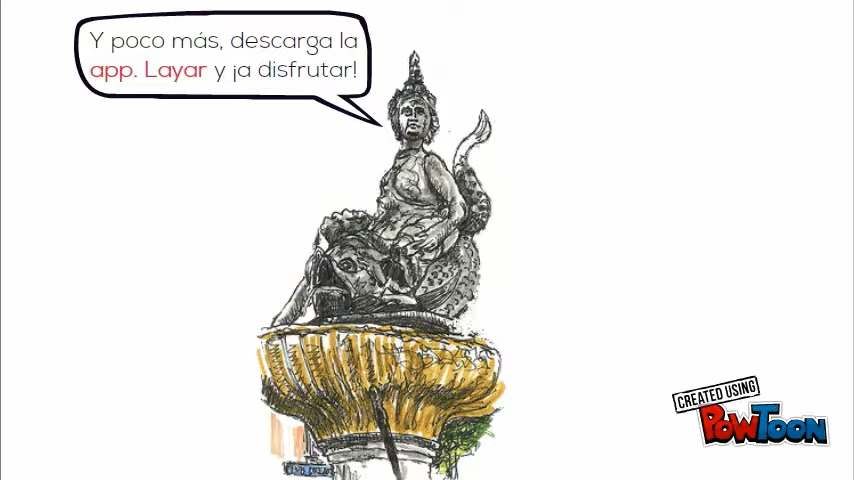 Y poco más, descarga la
app. Layar y ¡a disfrutar!
CREATED USING
PowToon